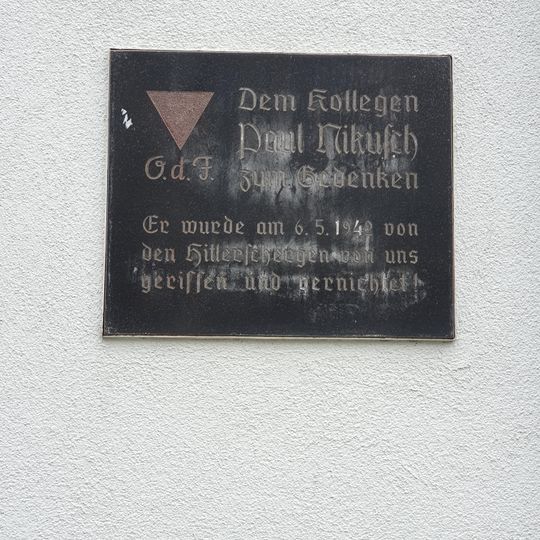 Dem Kollegen
Paul Nikusch
zum Gedenken
O.d.F.
Er wurde am 6.5. von
den Hitlerschergen von uns
gerissen und vernichtet!